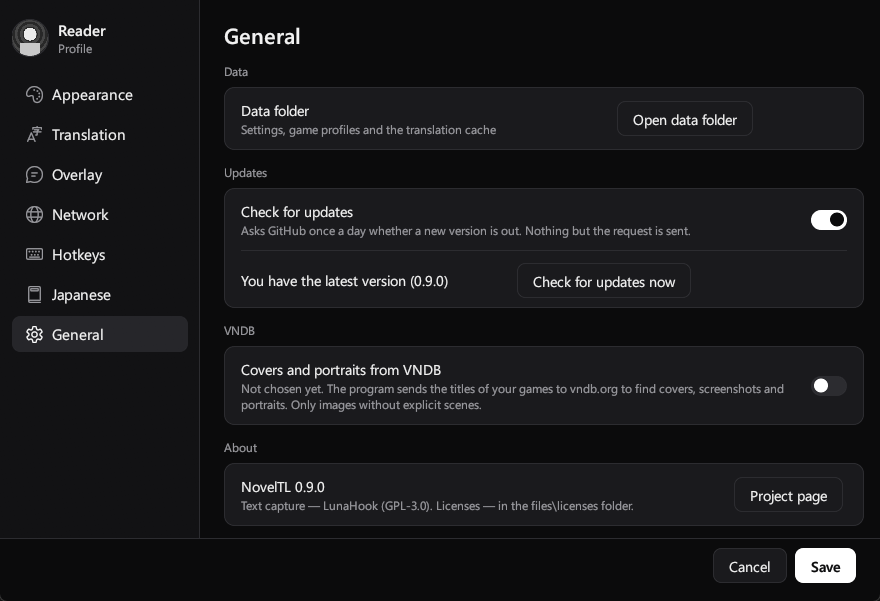 Reader
Profile
Appearance
Translation
Overlay
Network
Hotkeys
Japanese
General
General
Data
Data folder
Settings, game profiles and the translation cache
Open data folder
Updates
Check for updates
Asks GitHub once a day whether a new version is out. Nothing but the request is sent.
You have the latest version (0.9.0)
Check for updates now
VNDB
Covers and portraits from VNDB
Not chosen yet. The program sends the titles of your games to vndb.org to find covers, screenshots and
portraits. Only images without explicit scenes.
About
NovelTL 0.9.0
Text capture — LunaHook (GPL-3.0). Licenses — in the files\licenses folder.
Project page
Cancel
Save